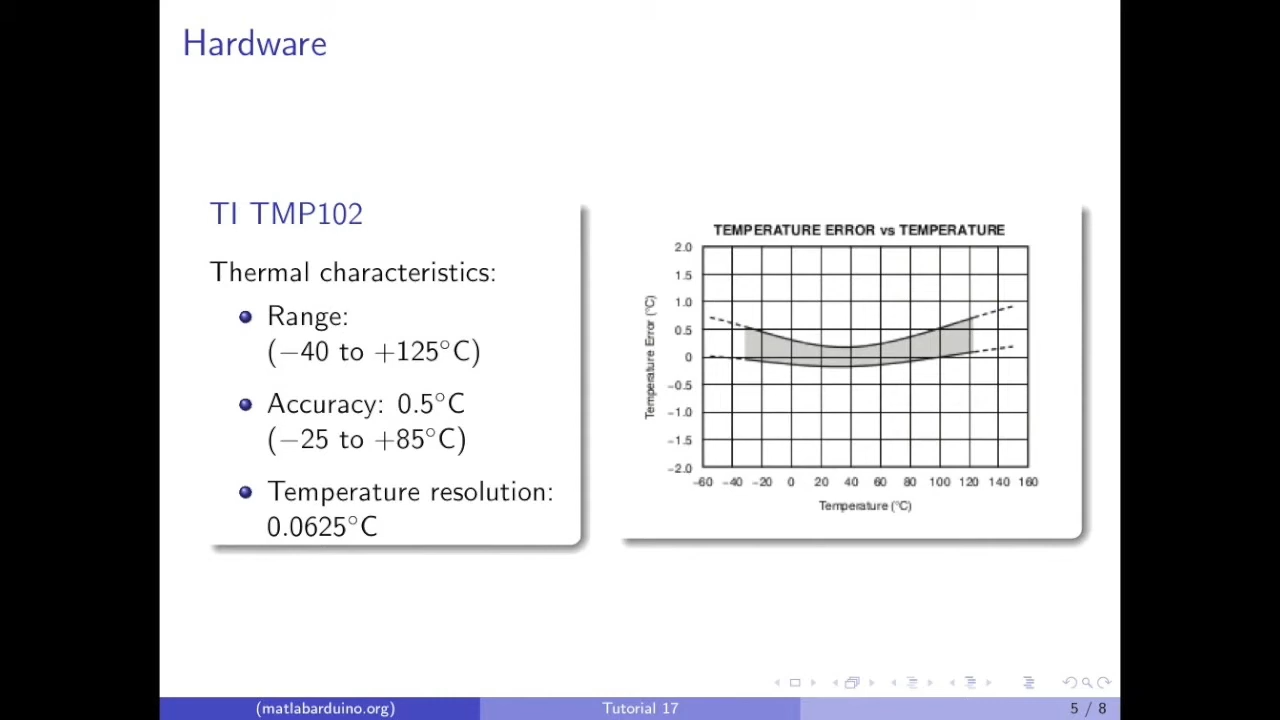 Hardware
TI TMP102
Thermal characteristics:
Range:
(−40 to +125°C)
Accuracy: 0.5°C
(−25 to +85°C)
Temperature resolution:
0.0625°C
TEMPERATURE ERROR vs TEMPERATURE
Temperature Error (°C)
2.0
1.5
1.0
0.5
0
−0.5
−1.0
−1.5
−2.0
−60 −40 −20 0 20 40 60 80 100 120 140 160
Temperature (°C)
(matlabarduino.org) Tutorial 17 5 / 8